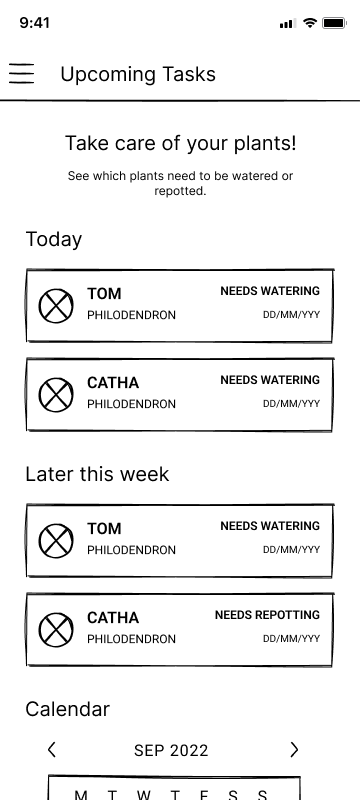 9:41
Upcoming Tasks
Take care of your plants!
See which plants need to be watered or
repotted.
Today
TOM
NEEDS WATERING
PHILODENDRON
DD/MM/YYY
CATHA
NEEDS WATERING
PHILODENDRON
DD/MM/YYY
Later this week
TOM
NEEDS WATERING
PHILODENDRON
DD/MM/YYY
CATHA
NEEDS REPOTTING
PHILODENDRON
DD/MM/YYY
Calendar
SEP 2022
M T W T F S S